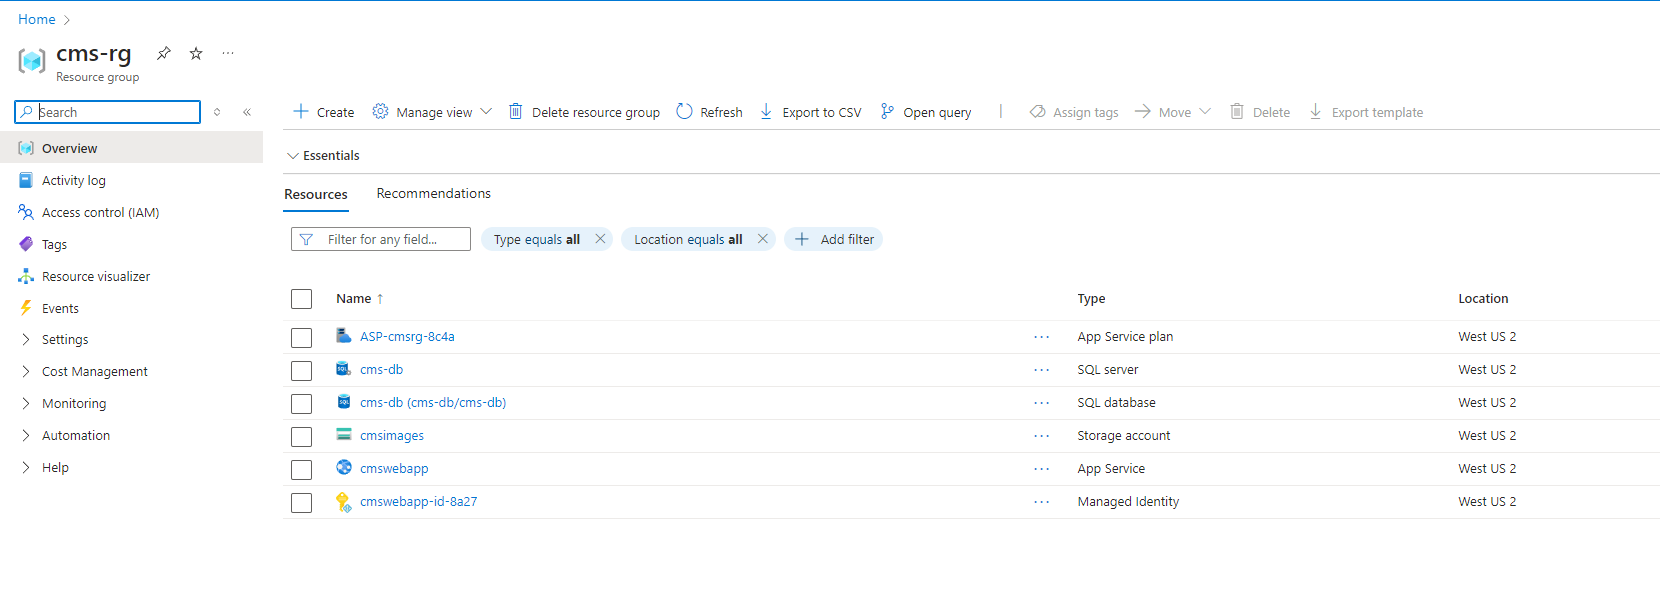 Home
cms-rg
Resource group
Search
Create Manage view Delete resource group Refresh Export to CSV Open query Assign tags Move Delete Export template
Overview
Activity log
Access control (IAM)
Tags
Resource visualizer
Events
Settings
Cost Management
Monitoring
Automation
Help
Essentials
Resources Recommendations
Filter for any field... Type equals all Location equals all Add filter
Name ↑ Type Location
ASP-cmsrg-8c4a App Service plan West US 2
cms-db SQL server West US 2
cms-db (cms-db/cms-db) SQL database West US 2
cmsimages Storage account West US 2
cmswebapp App Service West US 2
cmswebapp-id-8a27 Managed Identity West US 2